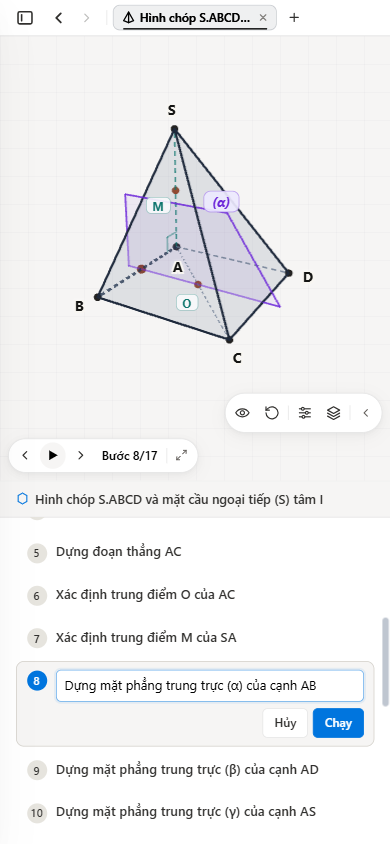 Hình chóp S.ABCD...
S
M
(α)
A
D
B
O
C
Bước 8/17
Hình chóp S.ABCD và mặt cầu ngoại tiếp (S) tâm I
5 Dựng đoạn thẳng AC
6 Xác định trung điểm O của AC
7 Xác định trung điểm M của SA
8 Dựng mặt phẳng trung trực (α) của cạnh AB
Hủy Chạy
9 Dựng mặt phẳng trung trực (β) của cạnh AD
10 Dựng mặt phẳng trung trực (γ) của cạnh AS